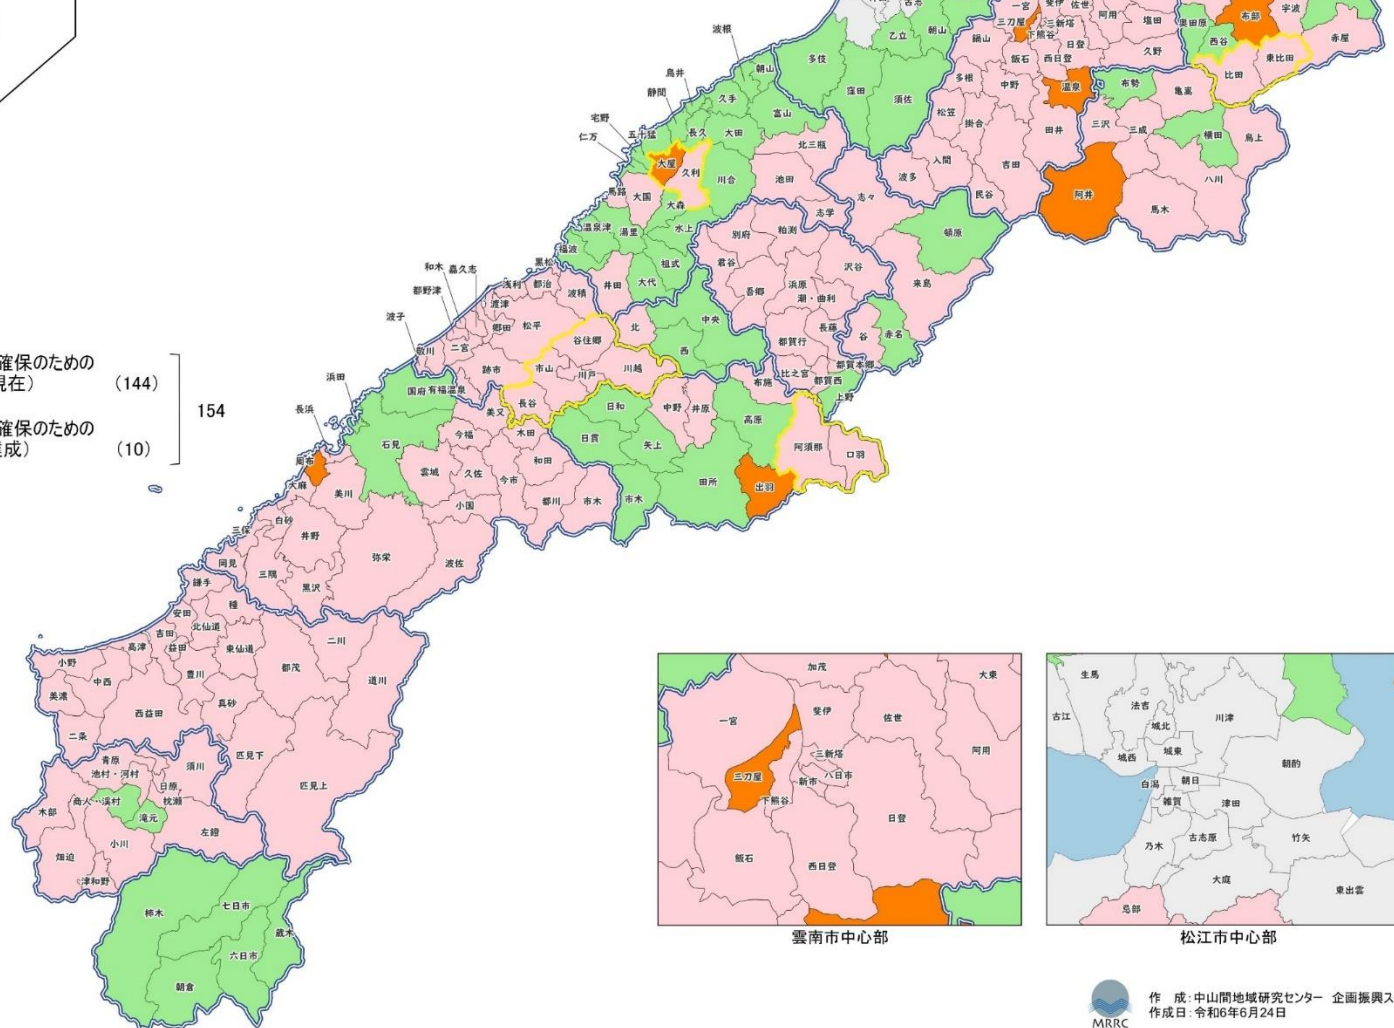 志
一宮 斐伊 佐世
三刀屋 三新塔 阿用 塩田
下熊谷
鍋山 日登 久野
飯石 西日登
奥田原 布部 宇波
西谷 赤屋
東比田
比田
波根 乙立 朝山
多伎
鳥井 朝山
多根 中野 温泉 布勢 亀嵩
静間 久手 窪田 須佐
宅野 富山 松笠 掛合 田井 三沢 三成 横田 鳥上
仁万 五十猛 長久 大田 北三瓶
大屋 久利 川合 池田 波多 入間 吉田 八川
馬路 大国 志々 民谷 阿井 馬木
大森 志学
温泉津 湯里 水上 別府 粕渕 頓原
福波 祖式 君谷 沢谷
黒松 井田 大代 来島
和木 嘉久志 浅利 都治 波積 吾郷 浜原
都野津 渡津 潮・曲利
波子 郷田 松平 北 中央 長藤 谷 赤名
敬川 二宮 谷住郷 西 都賀行
確保のための
現在） （144）
154
確保のための
達成） （10）
跡市 市山 川戸 川越 都賀本郷
浜田 比之宮 都賀西
国府 有福温泉 布施 上野
長浜 美又 長谷 日和 中野 井原 高原
石見 今福 木田 日貫 矢上 阿須那 口羽
周布 雲城 久佐 和田
大麻 美川 今市 田所 出羽
小国 都川 市木 市木
白砂
三保 井野 弥栄 波佐
岡見 三隅 黒沢
鎌手
安田 種
吉田 北仙道 二川
高津 益田 東仙道
小野 中西 豊川 都茂 道川
美濃 真砂
西益田
二条 匹見下
青原 須川
池村・河村 匹見上
日原
商人・渓村 枕瀬
木部 滝元
小川 左鐙
畑迫
津和野
柿木 七日市
蔵木
六日市
朝倉
加茂 大東
一宮 斐伊 佐世
阿用
三新塔
三刀屋 新市 八日市
下熊谷
日登
飯石 西日登
雲南市中心部
生馬
古江 法吉 川津
城北
城西 城東 朝酌
白潟 朝日
雑賀 津田
乃木 古志原 竹矢
大庭 東出雲
忌部
松江市中心部
MRRC
作　成：中山間地域研究センター　企画振興ス
作成日：令和6年6月24日